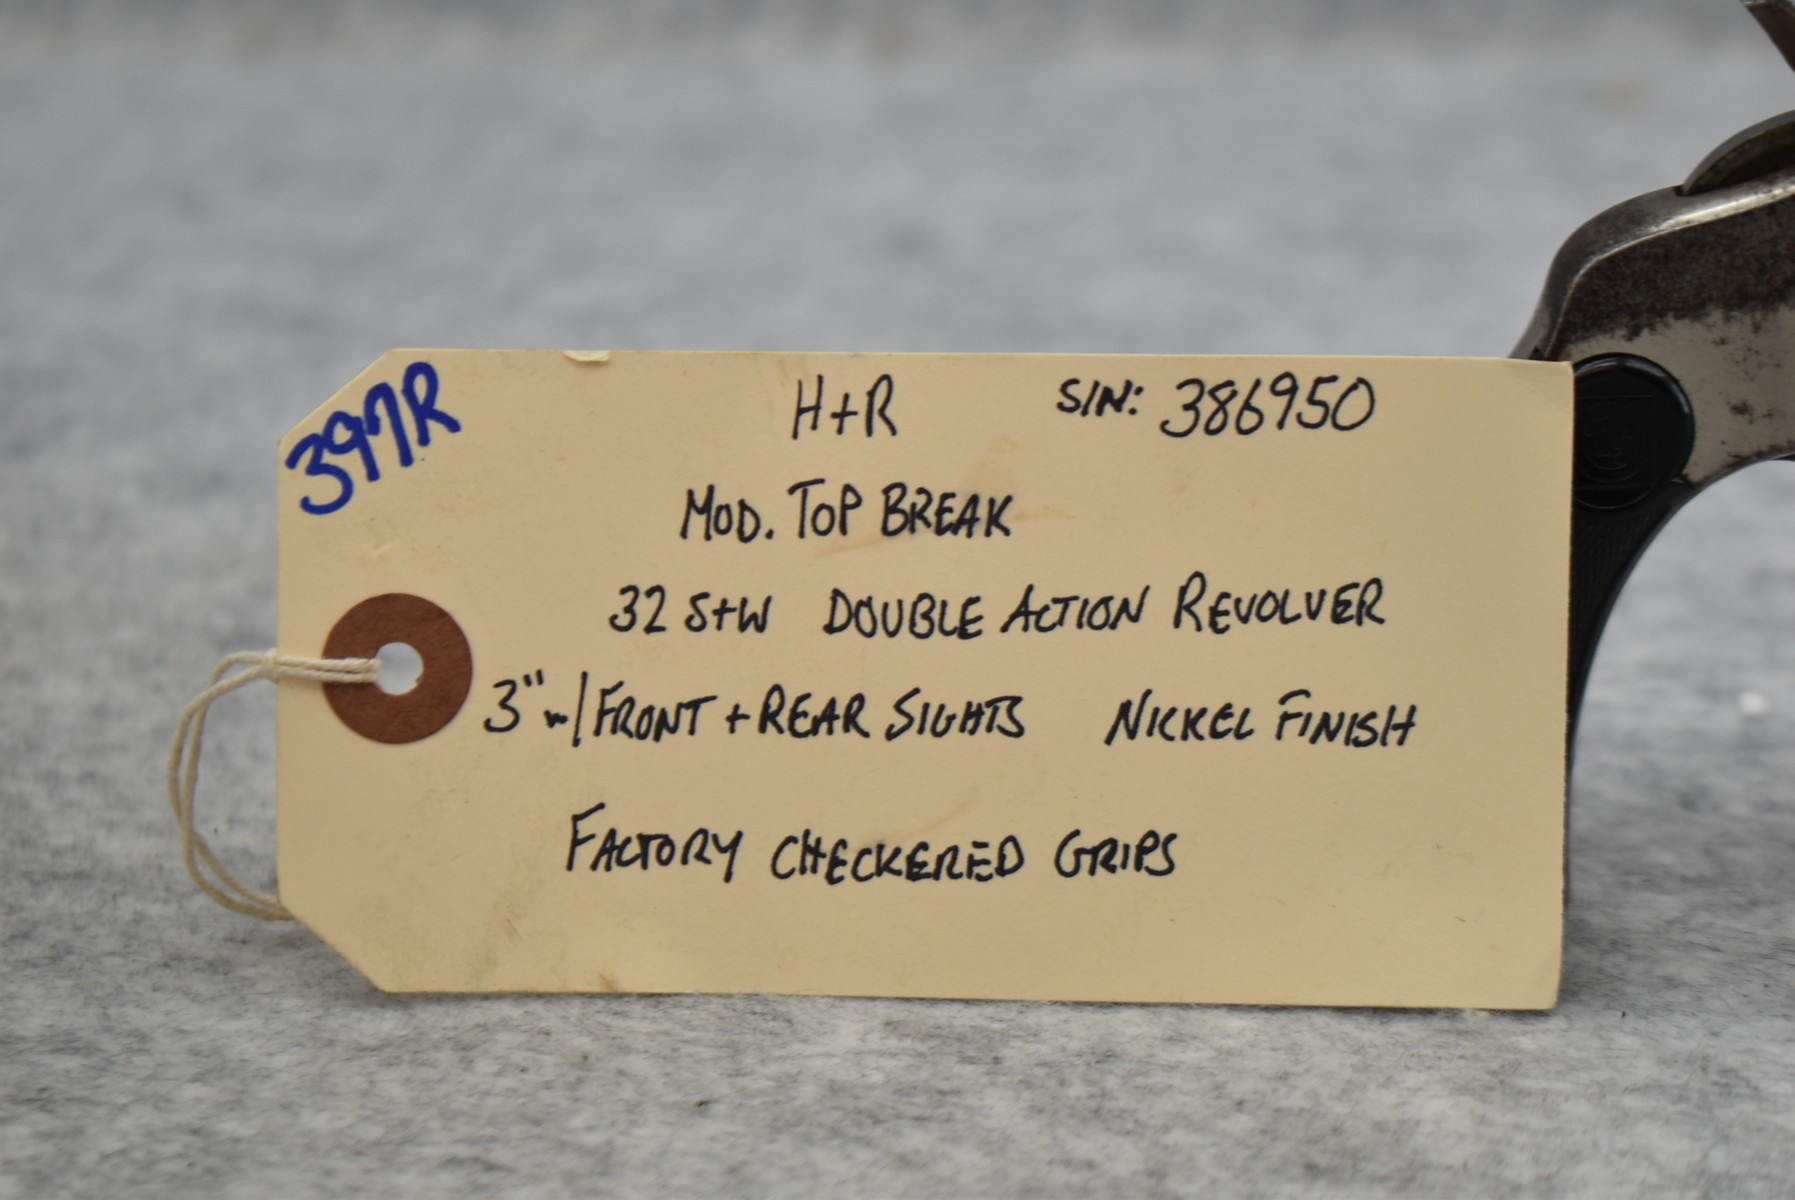 397R
H+R S/N: 386950
MOD. TOP BREAK
32 S+W DOUBLE ACTION REVOLVER
3" w/ FRONT + REAR SIGHTS NICKEL FINISH
FACTORY CHECKERED GRIPS